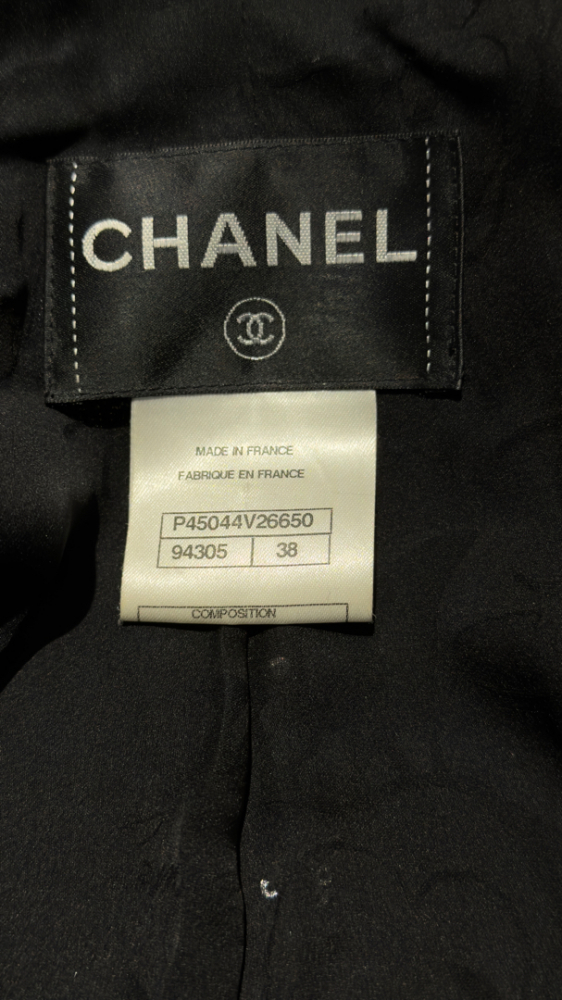 CHANEL
MADE IN FRANCE
FABRIQUE EN FRANCE
P45044V26650
94305 38
COMPOSITION